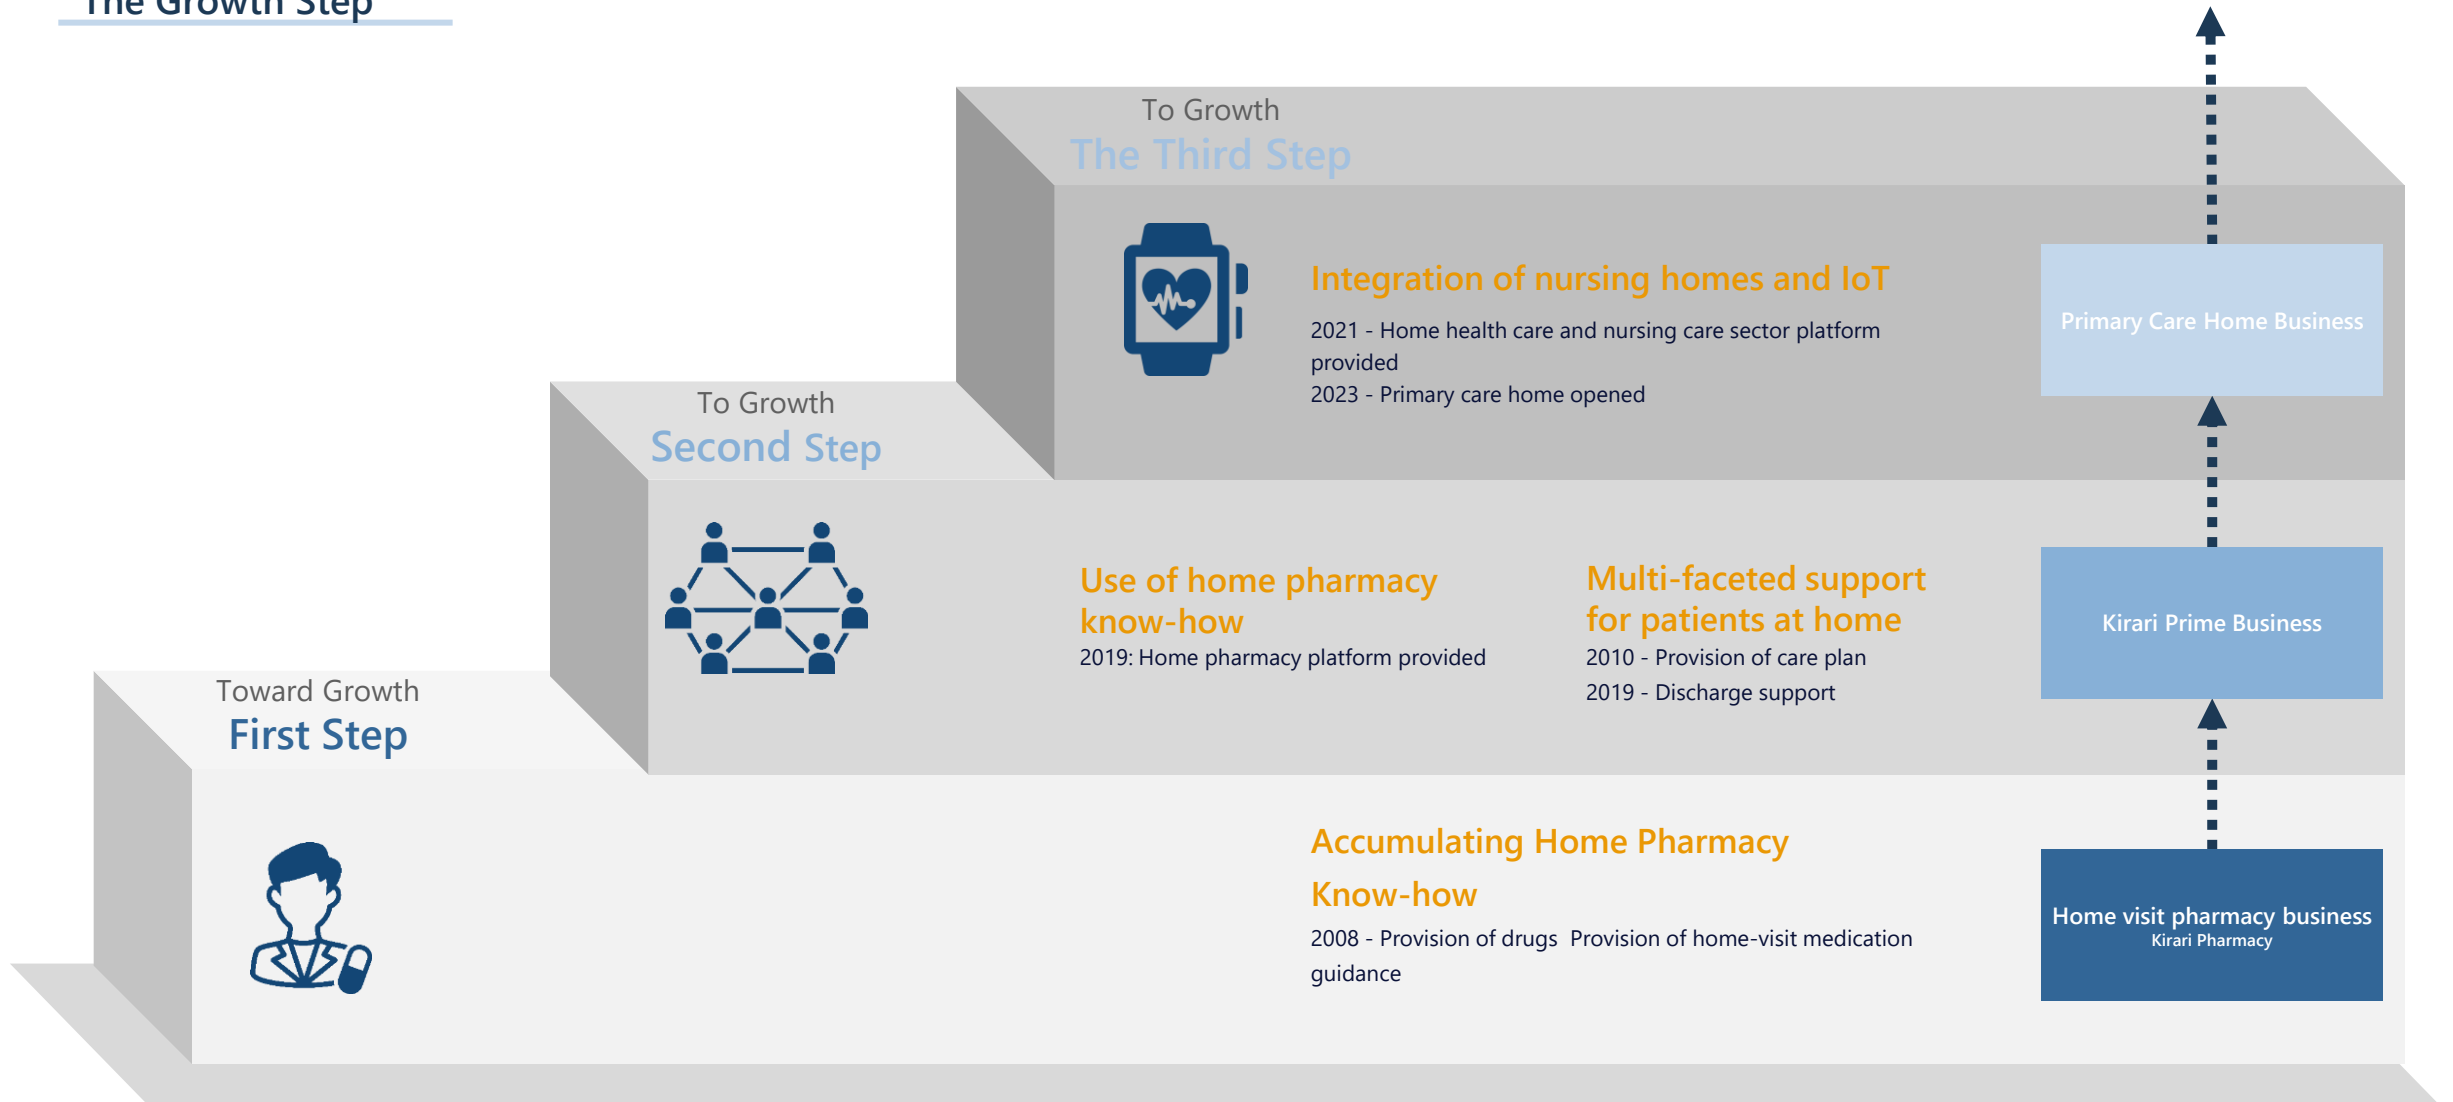 The Growth Step
To Growth
The Third Step
Integration of nursing homes and IoT
2021 - Home health care and nursing care sector platform
provided
2023 - Primary care home opened
Primary Care Home Business
To Growth
Second Step
Use of home pharmacy
know-how
2019: Home pharmacy platform provided
Multi-faceted support
for patients at home
2010 - Provision of care plan
2019 - Discharge support
Kirari Prime Business
Toward Growth
First Step
Accumulating Home Pharmacy
Know-how
2008 - Provision of drugs  Provision of home-visit medication
guidance
Home visit pharmacy business
Kirari Pharmacy